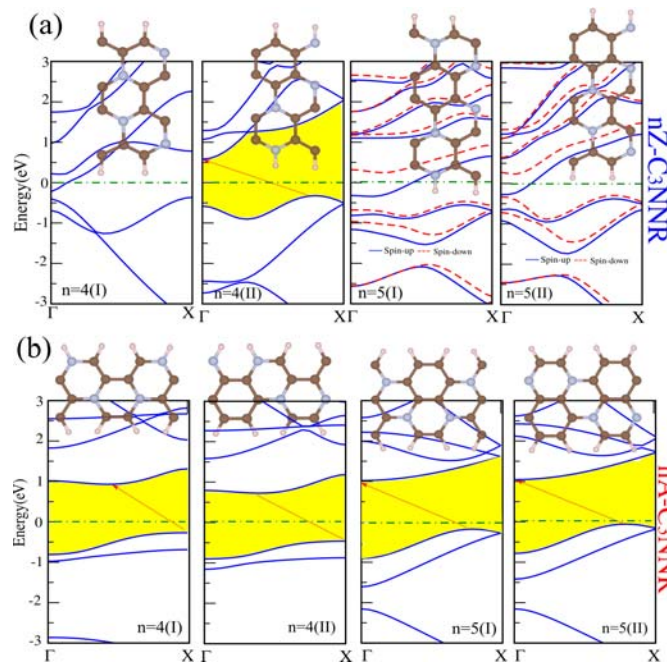 (a)
3
2
1
0
-1
-2
-3
Energy(eV)
n=4(I)
n=4(II)
Spin-up
Spin-down
n=5(I)
Spin-up
Spin-down
n=5(II)
Γ
X
Γ
X
Γ
X
Γ
X
nZ-C₃NNR
(b)
3
2
1
0
-1
-2
-3
Energy(eV)
n=4(I)
n=4(II)
n=5(I)
n=5(II)
Γ
X
Γ
X
Γ
X
Γ
X